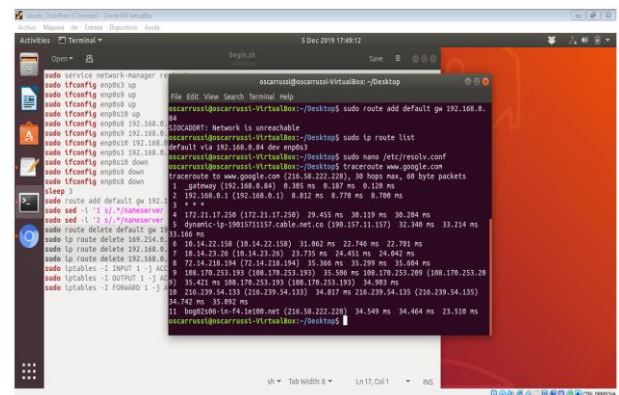 Ubuntu_OscarRussi [Corriendo] - Oracle VM VirtualBox
Archivo Máquina Ver Entrada Dispositivos Ayuda
Activities Terminal 5 Dec 2019 17:49:12
Open begin.sh Save
sudo service network-manager
sudo ifconfig enp0s3 up
sudo ifconfig enp0s9 up
sudo ifconfig enp0s8 up
sudo ifconfig enp0s10 up
sudo ifconfig enp0s8 192.168.0.
sudo ifconfig enp0s9 192.168.0.
sudo ifconfig enp0s10 192.168.0
sudo ifconfig enp0s3 192.168.0.
sudo ifconfig enp0s10 down
sudo ifconfig enp0s9 down
sudo ifconfig enp0s8 down
sleep 3
sudo route add default gw 192.1
sudo sed -i '1 s/.*/nameserver
sudo sed -i '2 s/.*/nameserver
sudo route delete default gw 19
sudo ip route delete 169.254.0.
sudo ip route delete 192.168.0.
sudo ip route delete 192.168.0.
sudo iptables -I INPUT 1 -j ACC
sudo iptables -I OUTPUT 1 -j AC
sudo iptables -I FORWARD 1 -j A
sh Tab Width: 8 Ln 17, Col 1 INS
oscarrussi@oscarrussi-VirtualBox: ~/Desktop
File Edit View Search Terminal Help
oscarrussi@oscarrussi-VirtualBox:~/Desktop$ sudo route add default gw 192.168.0.
84
SIOCADDRT: Network is unreachable
oscarrussi@oscarrussi-VirtualBox:~/Desktop$ sudo ip route list
default via 192.168.0.84 dev enp0s3
oscarrussi@oscarrussi-VirtualBox:~/Desktop$ sudo nano /etc/resolv.conf
oscarrussi@oscarrussi-VirtualBox:~/Desktop$ traceroute www.google.com
traceroute to www.google.com (216.58.222.228), 30 hops max, 60 byte packets
1 _gateway (192.168.0.84) 0.305 ms 0.187 ms 0.120 ms
2 192.168.0.1 (192.168.0.1) 8.812 ms 8.770 ms 8.700 ms
3 * * *
4 172.21.17.250 (172.21.17.250) 29.455 ms 30.119 ms 30.204 ms
5 dynamic-ip-19015711157.cable.net.co (190.157.11.157) 32.340 ms 33.214 ms
33.166 ms
6 10.14.22.158 (10.14.22.158) 31.062 ms 22.746 ms 22.701 ms
7 10.14.23.26 (10.14.23.26) 23.735 ms 24.451 ms 24.042 ms
8 72.14.218.194 (72.14.218.194) 35.366 ms 35.299 ms 35.604 ms
9 108.170.253.193 (108.170.253.193) 35.506 ms 108.170.253.209 (108.170.253.20
9) 35.421 ms 108.170.253.193 (108.170.253.193) 34.903 ms
10 216.239.54.133 (216.239.54.133) 34.817 ms 216.239.54.135 (216.239.54.135)
34.742 ms 35.092 ms
11 bog02s06-in-f4.1e100.net (216.58.222.228) 34.549 ms 34.464 ms 23.510 ms
oscarrussi@oscarrussi-VirtualBox:~/Desktop$
CTRL DERECHA